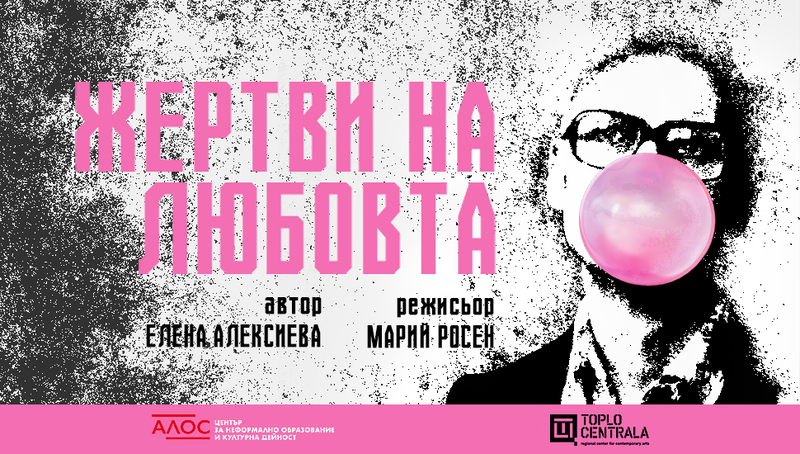 ЖЕРТВИ НА
ЛЮБОВТА
автор
ЕЛЕНА АЛЕКСИЕВА
режисьор
МАРИЙ РОСЕН
АЛОС
ЦЕНТЪР
ЗА НЕФОРМАЛНО ОБРАЗОВАНИЕ
И КУЛТУРНА ДЕЙНОСТ
Ц
TOPLO
CENTRALA
regional center for contemporary arts